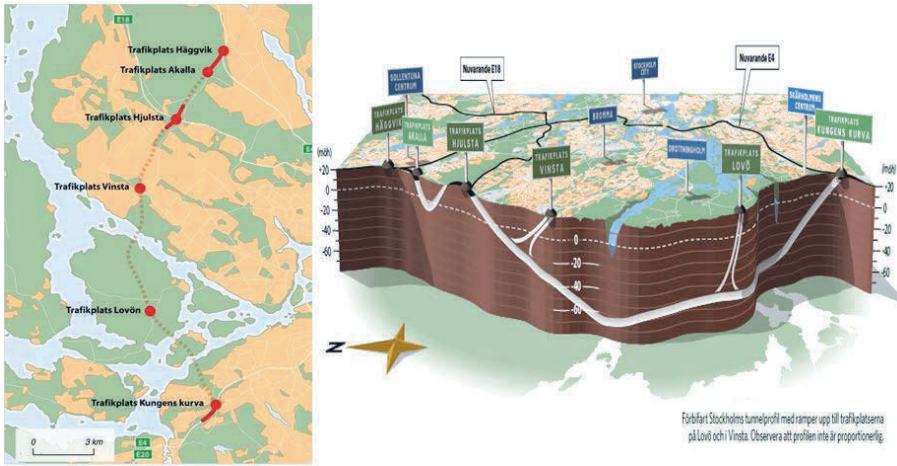 E18
Trafikplats Häggvik
Trafikplats Akalla
Trafikplats Hjulsta
E4
Trafikplats Vinsta
Trafikplats Lovön
Trafikplats Kungens kurva
0 3 km
E4
E20
SOLLENTUNA
CENTRUM
Nuvarande E18
STOCKHOLM
CITY
Nuvarande E4
SKÄRHOLMENS
CENTRUM
TRAFIKPLATS
HÄGGVIK
TRAFIKPLATS
AKALLA
TRAFIKPLATS
HJULSTA
BROMMA
TRAFIKPLATS
KUNGENS KURVA
TRAFIKPLATS
VINSTA
DROTTNINGHOLM
TRAFIKPLATS
LOVÖ
(möh)
+20
0
-20
-40
-60
0
-20
-40
-60
(möh)
+20
0
-20
-40
-60
N
Förbifart Stockholms tunnelprofil med ramper upp till trafikplatserna
på Lovö och i Vinsta. Observera att profilen inte är proportionerlig.